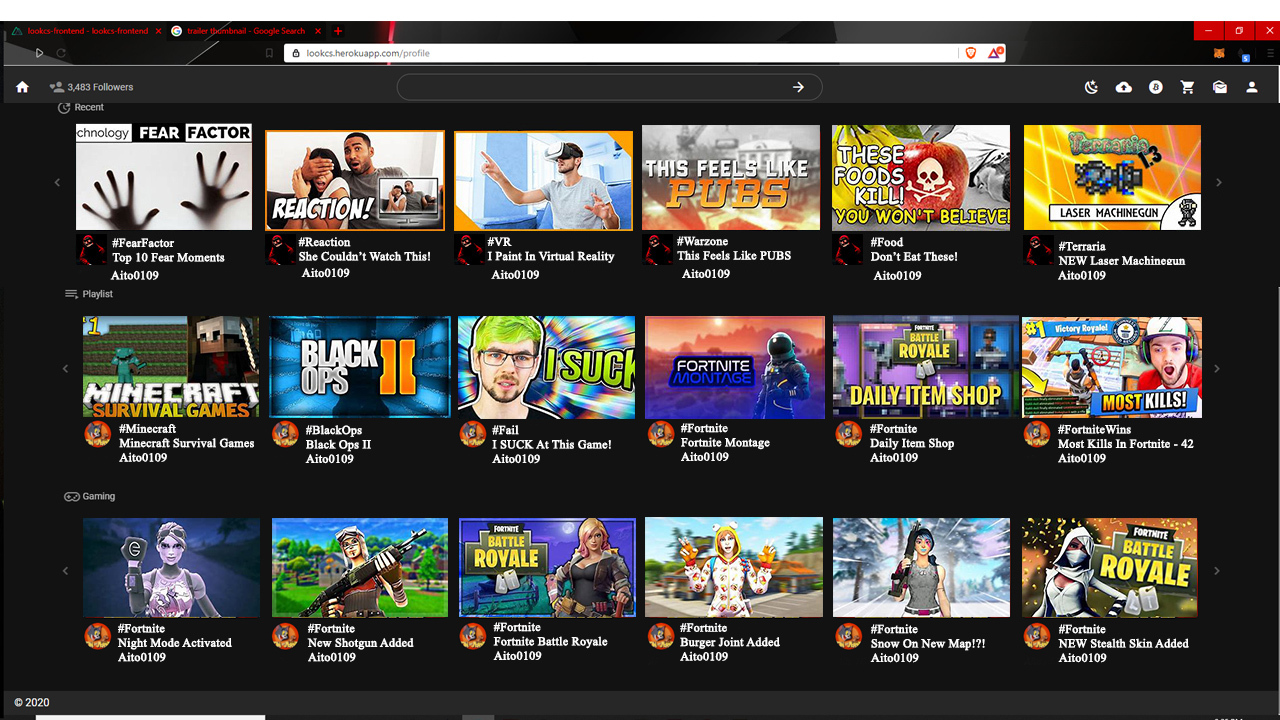 lookcs-frontend - lookcs-frontend
trailer thumbnail - Google Search
lookcs.herokuapp.com/profile
3,483 Followers
Recent
chnology FEAR FACTOR
REACTION!
THIS FEELS LIKE
PUBS
THESE
FOODS
KILL!
YOU WON'T BELIEVE!
Terraria
1.3
LASER MACHINEGUN
#FearFactor
Top 10 Fear Moments
Aito0109
#Reaction
She Couldn't Watch This!
Aito0109
#VR
I Paint In Virtual Reality
Aito0109
#Warzone
This Feels Like PUBS
Aito0109
#Food
Don't Eat These!
Aito0109
#Terraria
NEW Laser Machinegun
Aito0109
Playlist
#1
MINECRAFT
SURVIVAL GAMES
BLACK
OPS
II
I SUCK
FORTNITE
MONTAGE
FORTNITE
BATTLE
ROYALE
DAILY ITEM SHOP
#1 Victory Royale!
MOST KILLS!
#Minecraft
Minecraft Survival Games
Aito0109
#BlackOps
Black Ops II
Aito0109
#Fail
I SUCK At This Game!
Aito0109
#Fortnite
Fortnite Montage
Aito0109
#Fortnite
Daily Item Shop
Aito0109
#FortniteWins
Most Kills In Fortnite - 42
Aito0109
Gaming
FORTNITE
BATTLE
ROYALE
FORTNITE
BATTLE
ROYALE
#Fortnite
Night Mode Activated
Aito0109
#Fortnite
New Shotgun Added
Aito0109
#Fortnite
Fortnite Battle Royale
Aito0109
#Fortnite
Burger Joint Added
Aito0109
#Fortnite
Snow On New Map!?!
Aito0109
#Fortnite
NEW Stealth Skin Added
Aito0109
© 2020